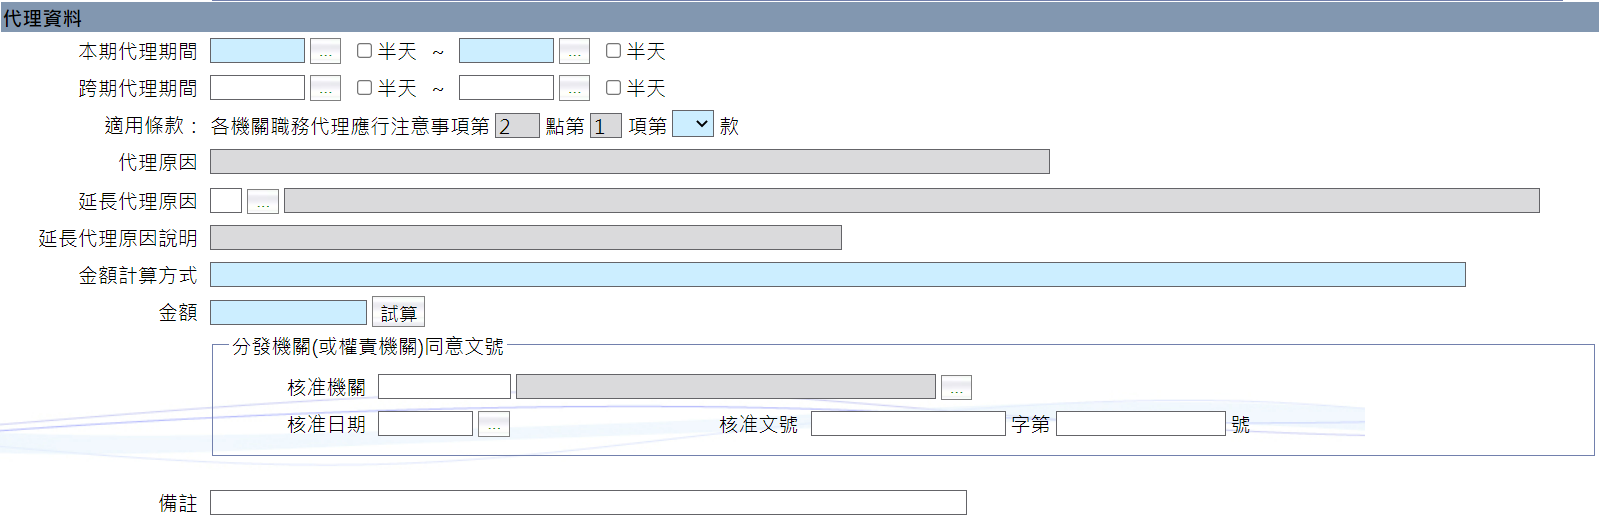 代理資料
本期代理期間 ... 半天 ~ ... 半天
跨期代理期間 ... 半天 ~ ... 半天
適用條款： 各機關職務代理應行注意事項第 2 點第 1 項第 款
代理原因
延長代理原因 ...
延長代理原因說明
金額計算方式
金額 試算
分發機關(或權責機關)同意文號
核准機關 ...
核准日期 ... 核准文號 字第 號
備註